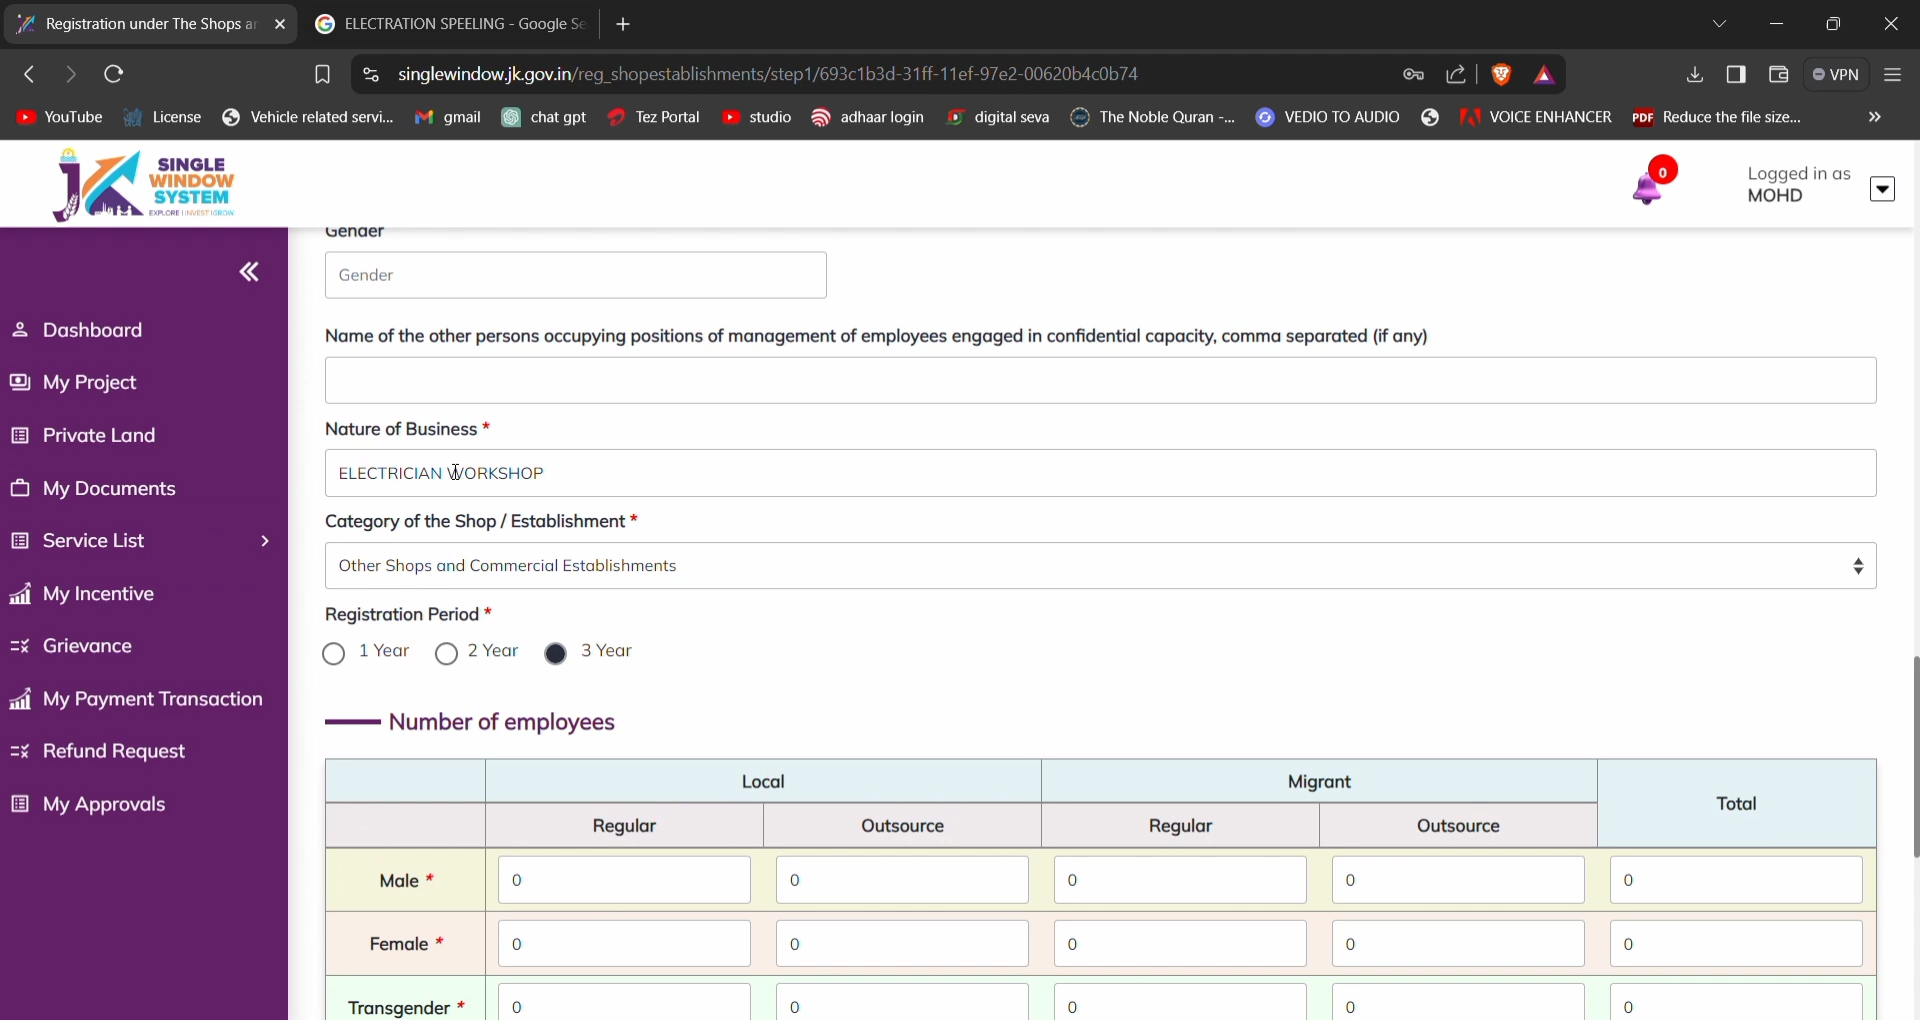 Registration under The Shops ar
ELECTRATION SPEELING - Google Se
singlewindow.jk.gov.in/reg_shopestablishments/step1/693c1b3d-31ff-11ef-97e2-00620b4c0b74
VPN
YouTube License Vehicle related servi... gmail chat gpt Tez Portal studio adhaar login digital seva The Noble Quran -... VEDIO TO AUDIO VOICE ENHANCER PDF Reduce the file size... »
JK SINGLE
WINDOW
SYSTEM
EXPLORE | INVEST | GROW
0
Logged in as
MOHD
Dashboard
My Project
Private Land
My Documents
Service List
My Incentive
Grievance
My Payment Transaction
Refund Request
My Approvals
Gender
Gender
Name of the other persons occupying positions of management of employees engaged in confidential capacity, comma separated (if any)
Nature of Business *
ELECTRICIAN WORKSHOP
Category of the Shop / Establishment *
Other Shops and Commercial Establishments
Registration Period *
1 Year 2 Year 3 Year
Number of employees
Local Migrant Total
Regular Outsource Regular Outsource
Male * 0 0 0 0 0
Female * 0 0 0 0 0
Transgender * 0 0 0 0 0